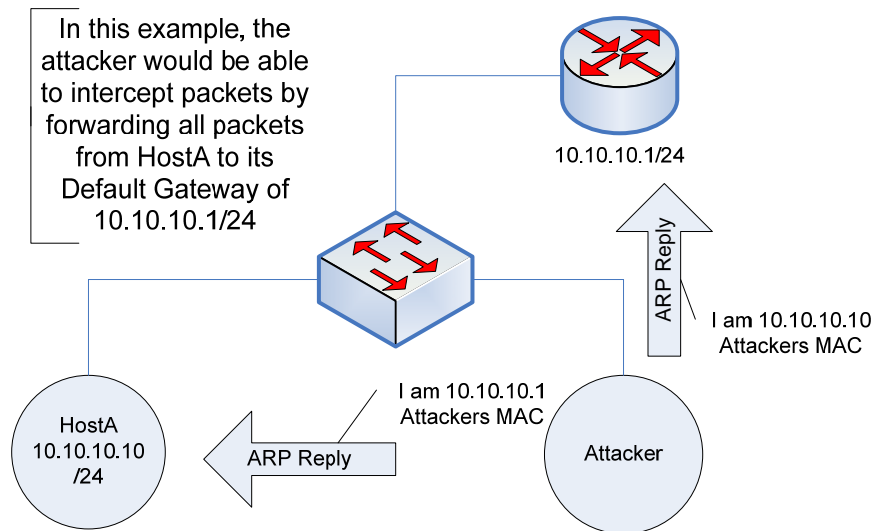 In this example, the
attacker would be able
to intercept packets by
forwarding all packets
from HostA to its
Default Gateway of
10.10.10.1/24
10.10.10.1/24
ARP Reply
I am 10.10.10.10
Attackers MAC
I am 10.10.10.1
Attackers MAC
HostA
10.10.10.10
/24
ARP Reply
Attacker